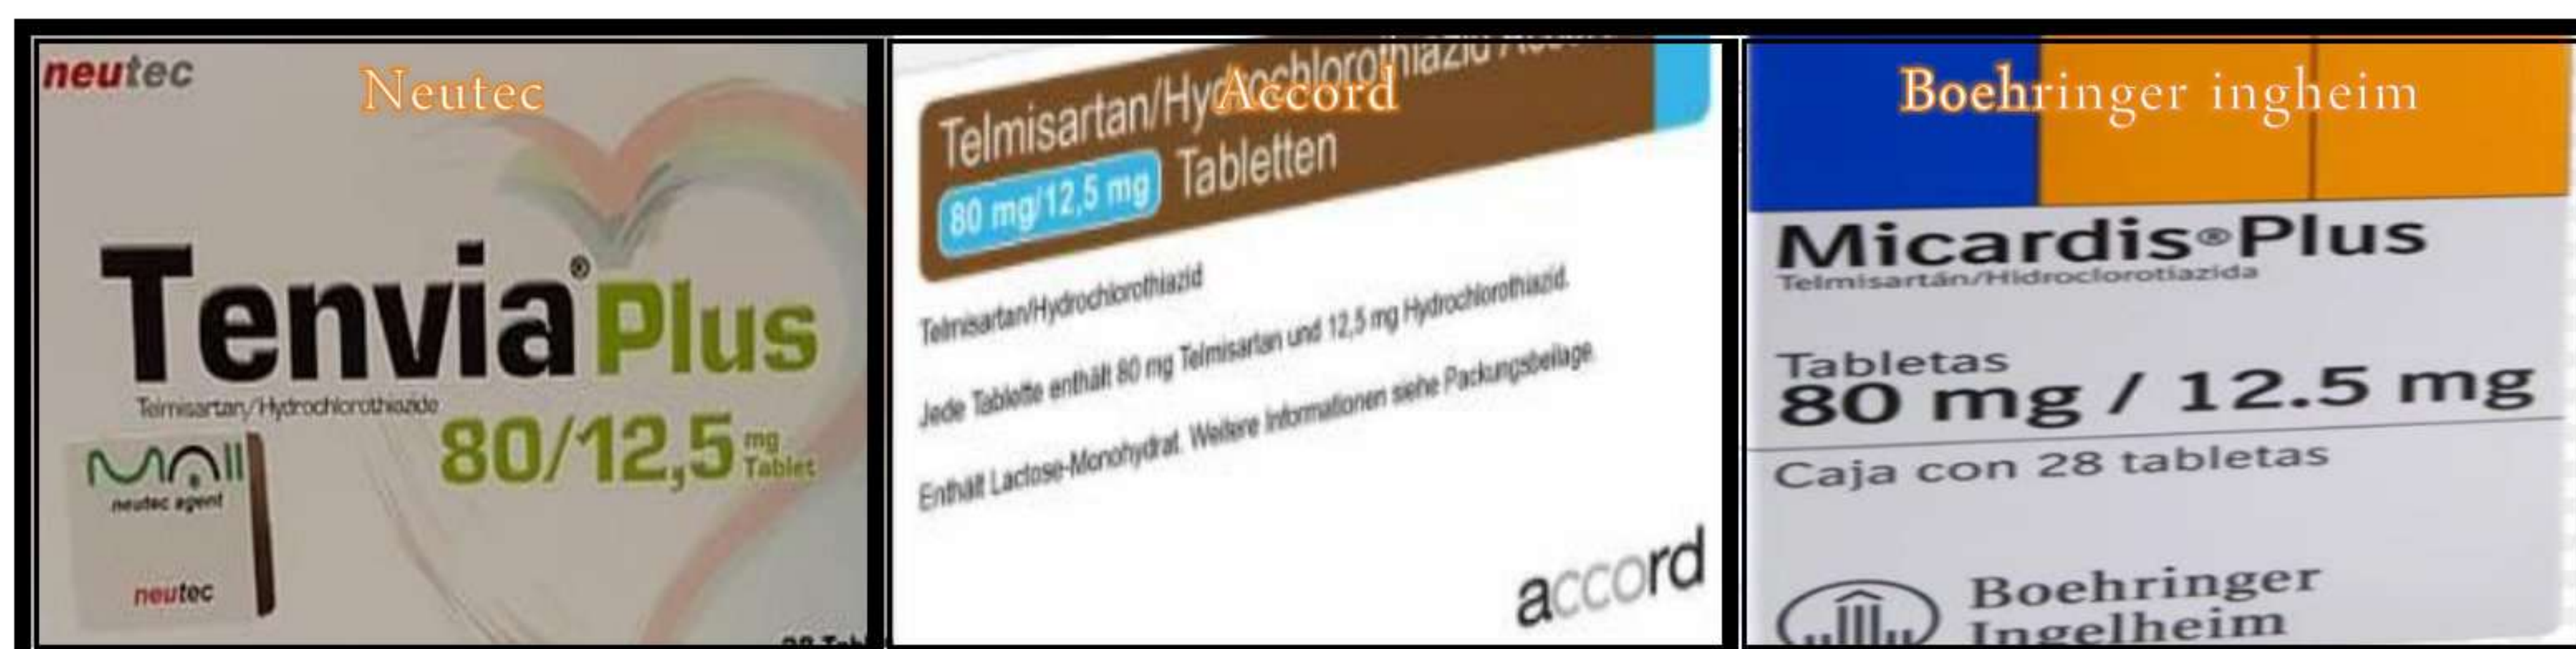 neutec
Neutec
Tenvia® Plus
Telmisartan/Hydrochlorothiazide
80/12,5 mg
Tablet
Mall
neutec agent
neutec
Accord
Telmisartan/Hydrochlorothiazid
80 mg/12,5 mg Tabletten
Telmisartan/Hydrochlorothiazid
Jede Tablette enthält 80 mg Telmisartan und 12,5 mg Hydrochlorothiazid.
Enthält Lactose-Monohydrat. Weitere Informationen siehe Packungsbeilage.
accord
Boehringer ingheim
Micardis® Plus
Telmisartán/Hidroclorotiazida
Tabletas
80 mg / 12.5 mg
Caja con 28 tabletas
Boehringer
Ingelheim